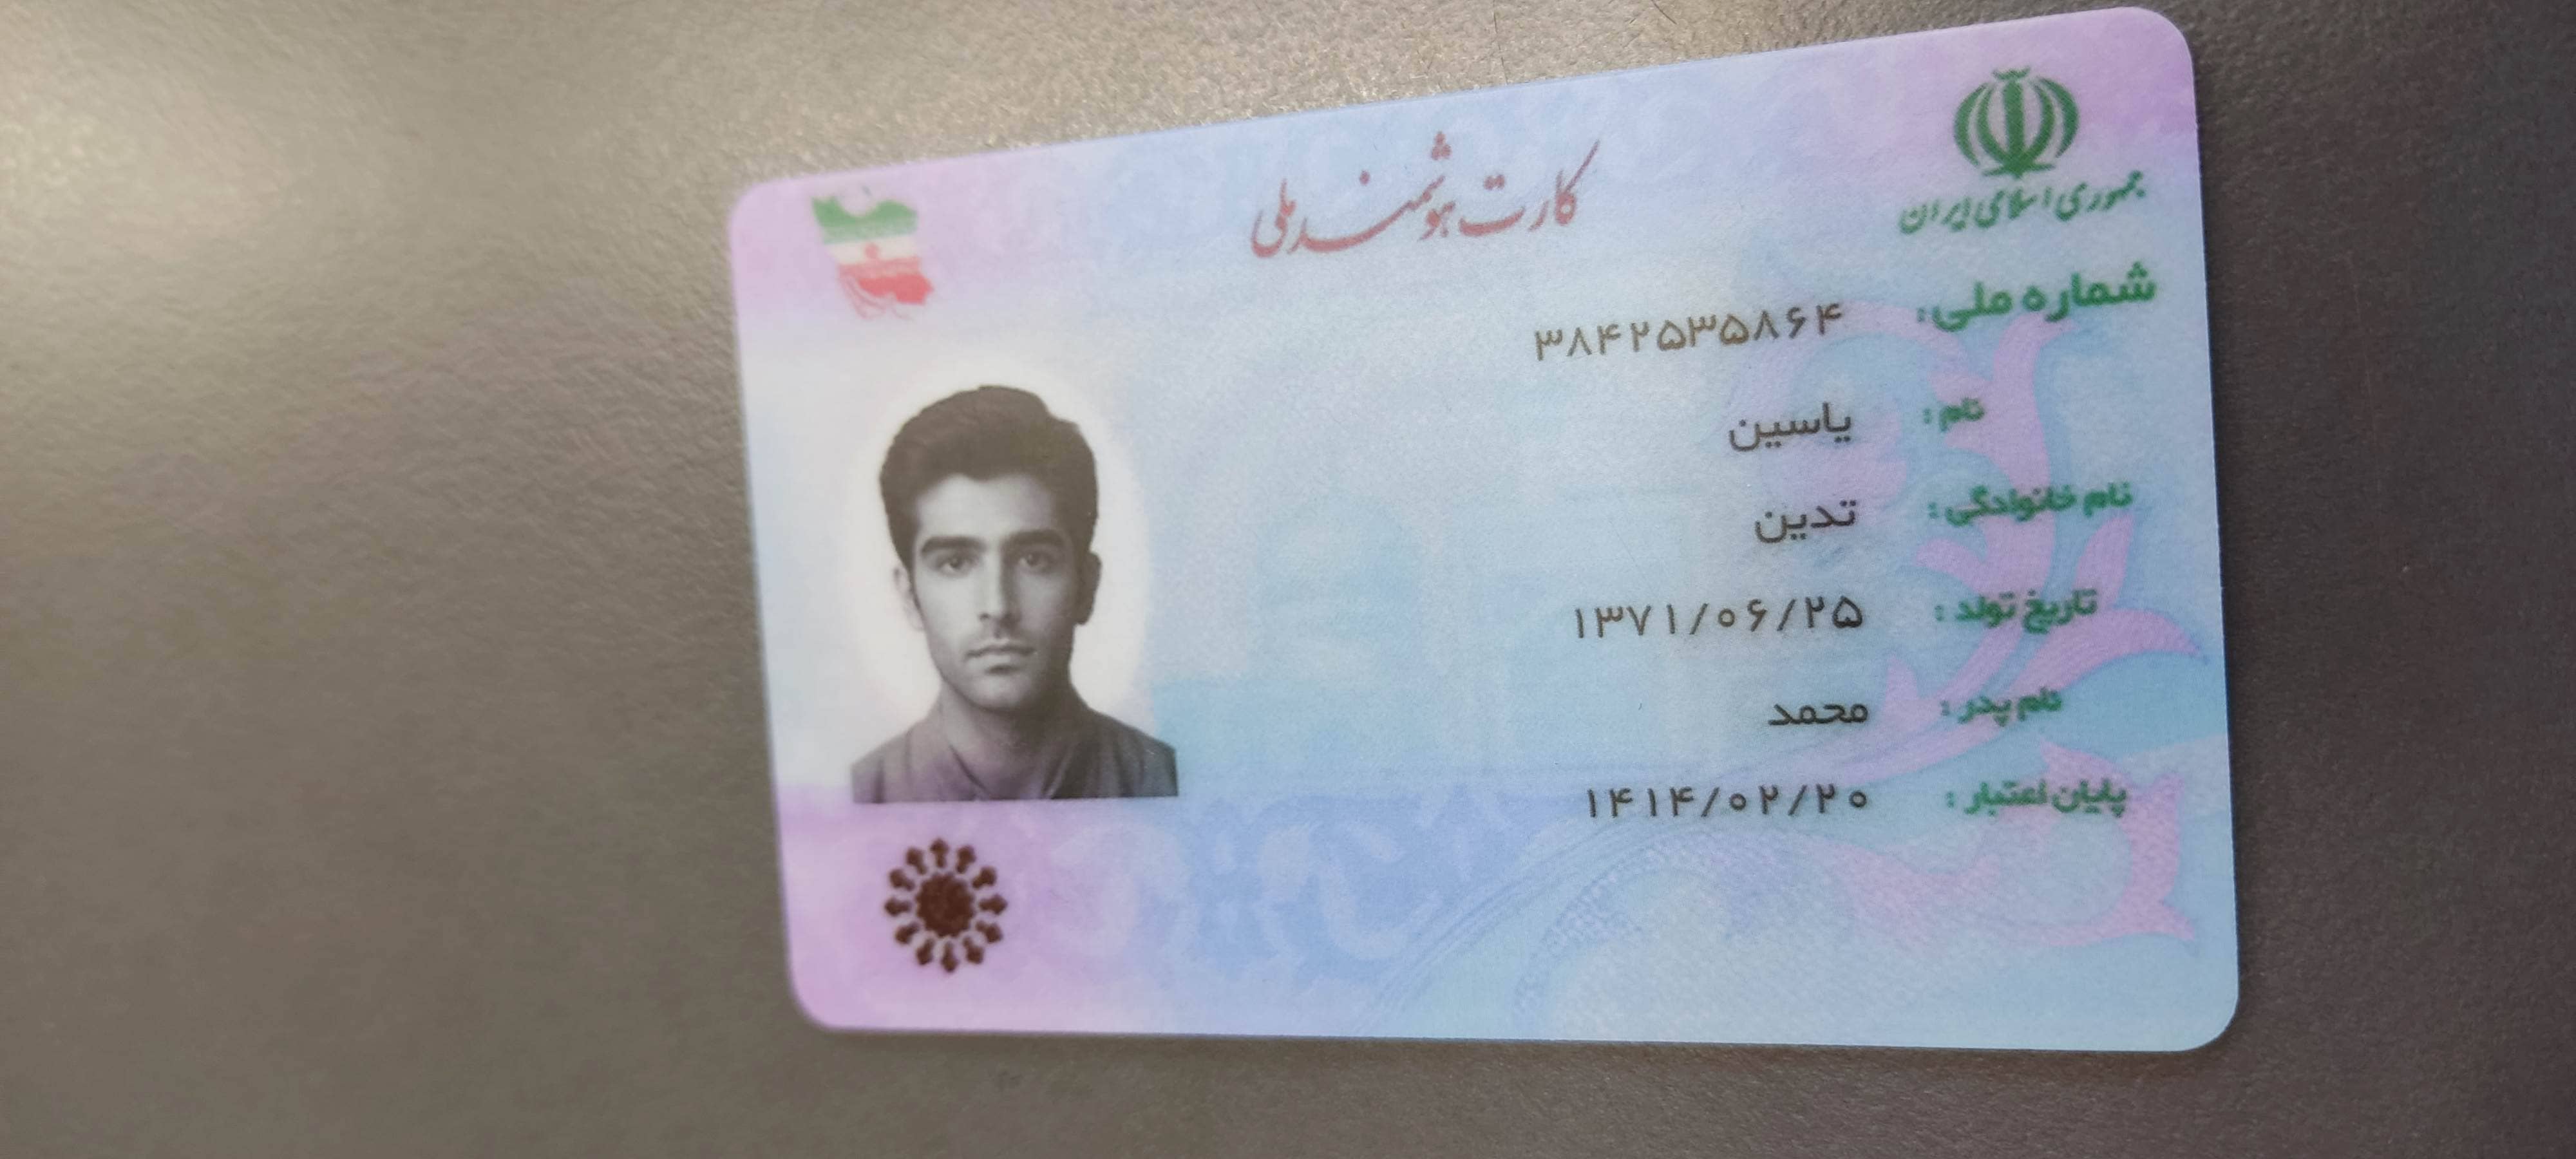 جمهوری اسلامی ایران
کارت هوشمند ملی
شماره ملی: ۳۸۴۲۵۳۵۸۶۴
نام: یاسین
نام خانوادگی: تدین
تاریخ تولد: ۱۳۷۱/۰۶/۲۵
نام پدر: محمد
پایان اعتبار: ۱۴۱۴/۰۲/۲۰